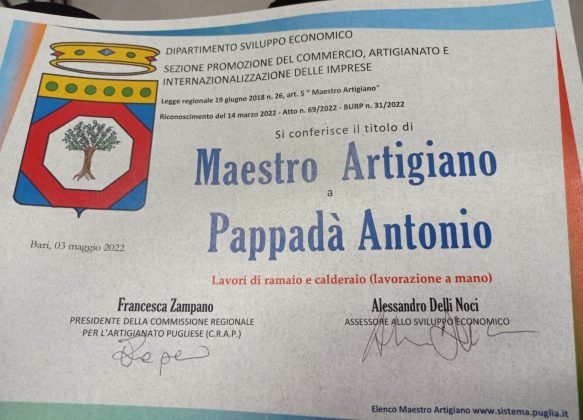 DIPARTIMENTO SVILUPPO ECONOMICO
SEZIONE PROMOZIONE DEL COMMERCIO, ARTIGIANATO E
INTERNAZIONALIZZAZIONE DELLE IMPRESE
Legge regionale 19 giugno 2018 n. 26, art. 5 " Maestro Artigiano"
Riconoscimento del 14 marzo 2022 - Atto n. 69/2022 - BURP n. 31/2022
Si conferisce il titolo di
Maestro Artigiano
a
Pappadà Antonio
Bari, 03 maggio 2022
Lavori di ramaio e calderaio (lavorazione a mano)
Francesca Zampano
PRESIDENTE DELLA COMMISSIONE REGIONALE
PER L'ARTIGIANATO PUGLIESE (C.R.A.P.)
Alessandro Delli Noci
ASSESSORE ALLO SVILUPPO ECONOMICO
Elenco Maestro Artigiano www.sistema.puglia.it